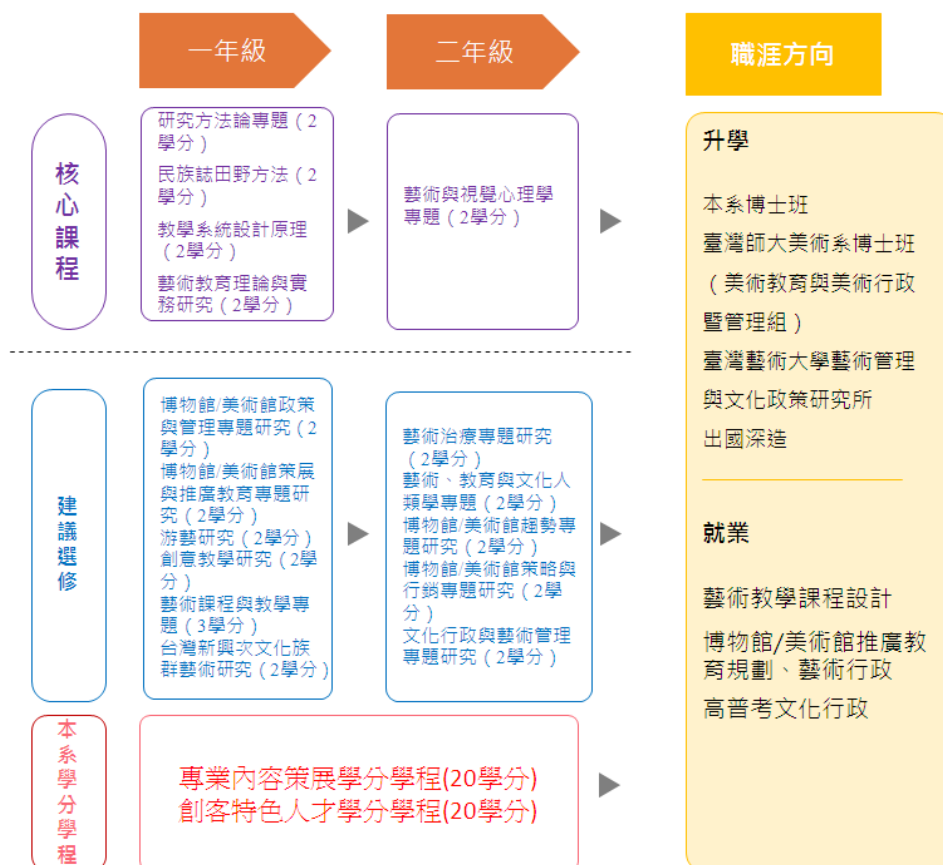 一年級
二年級
職涯方向
核
心
課
程
研究方法論專題（2
學分）
民族誌田野方法（2
學分）
教學系統設計原理
（2學分）
藝術教育理論與實
務研究（2學分）
藝術與視覺心理學
專題（2學分）
建
議
選
修
博物館/美術館政策
與管理專題研究（2
學分）
博物館/美術館策展
與推廣教育專題研
究（2學分）
游藝研究（2學分）
創意教學研究（2學
分）
藝術課程與教學專
題（3學分）
台灣新興次文化族
群藝術研究（2學分）
藝術治療專題研究
（2學分）
藝術、教育與文化人
類學專題（2學分）
博物館/美術館趨勢專
題研究（2學分）
博物館/美術館策略與
行銷專題研究（2學
分）
文化行政與藝術管理
專題研究（2學分）
本
系
學
分
學
程
專業內容策展學分學程(20學分)
創客特色人才學分學程(20學分)
升學
本系博士班
臺灣師大美術系博士班
（美術教育與美術行政
暨管理組）
臺灣藝術大學藝術管理
與文化政策研究所
出國深造
就業
藝術教學課程設計
博物館/美術館推廣教
育規劃、藝術行政
高普考文化行政